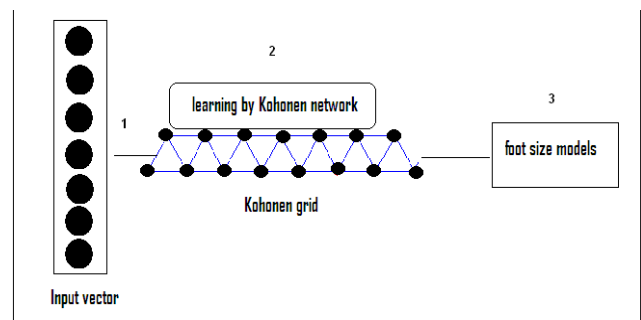 2
learning by Kohonen network
3
1
foot size models
Kohonen grid
Input vector